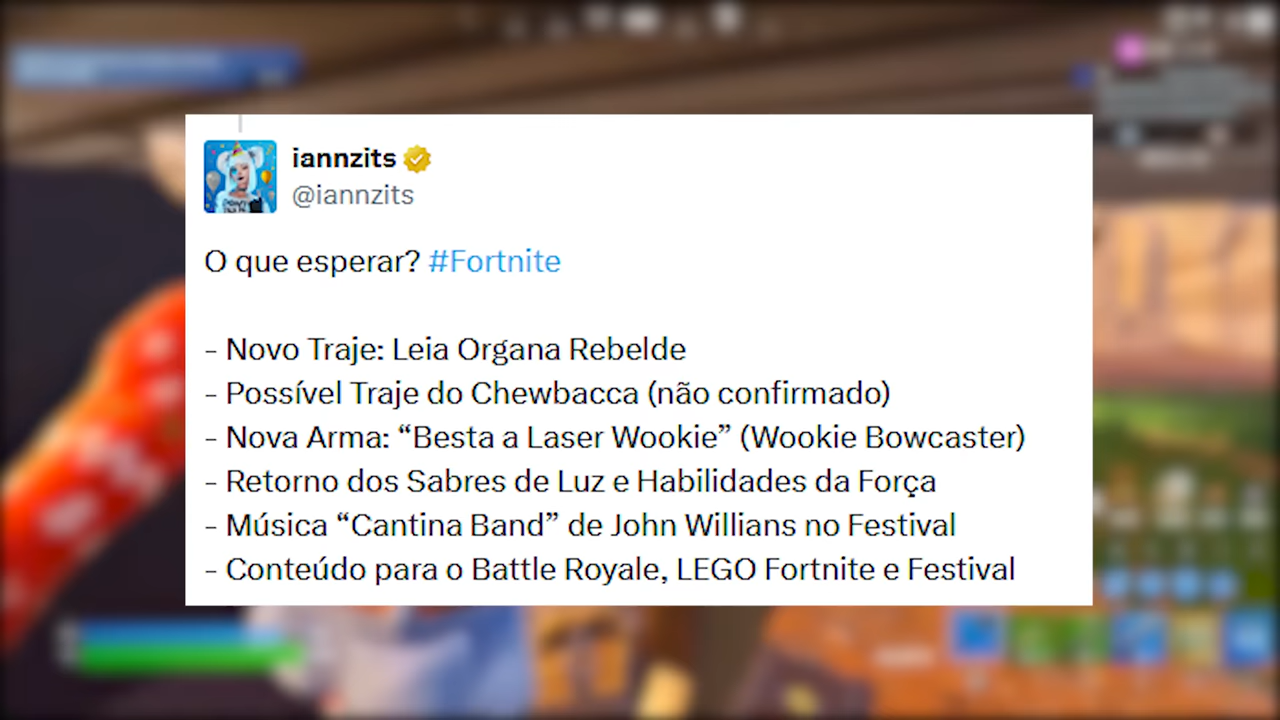 iannzits
@iannzits
O que esperar? #Fortnite
- Novo Traje: Leia Organa Rebelde
- Possível Traje do Chewbacca (não confirmado)
- Nova Arma: “Besta a Laser Wookie” (Wookie Bowcaster)
- Retorno dos Sabres de Luz e Habilidades da Força
- Música “Cantina Band” de John Willians no Festival
- Conteúdo para o Battle Royale, LEGO Fortnite e Festival